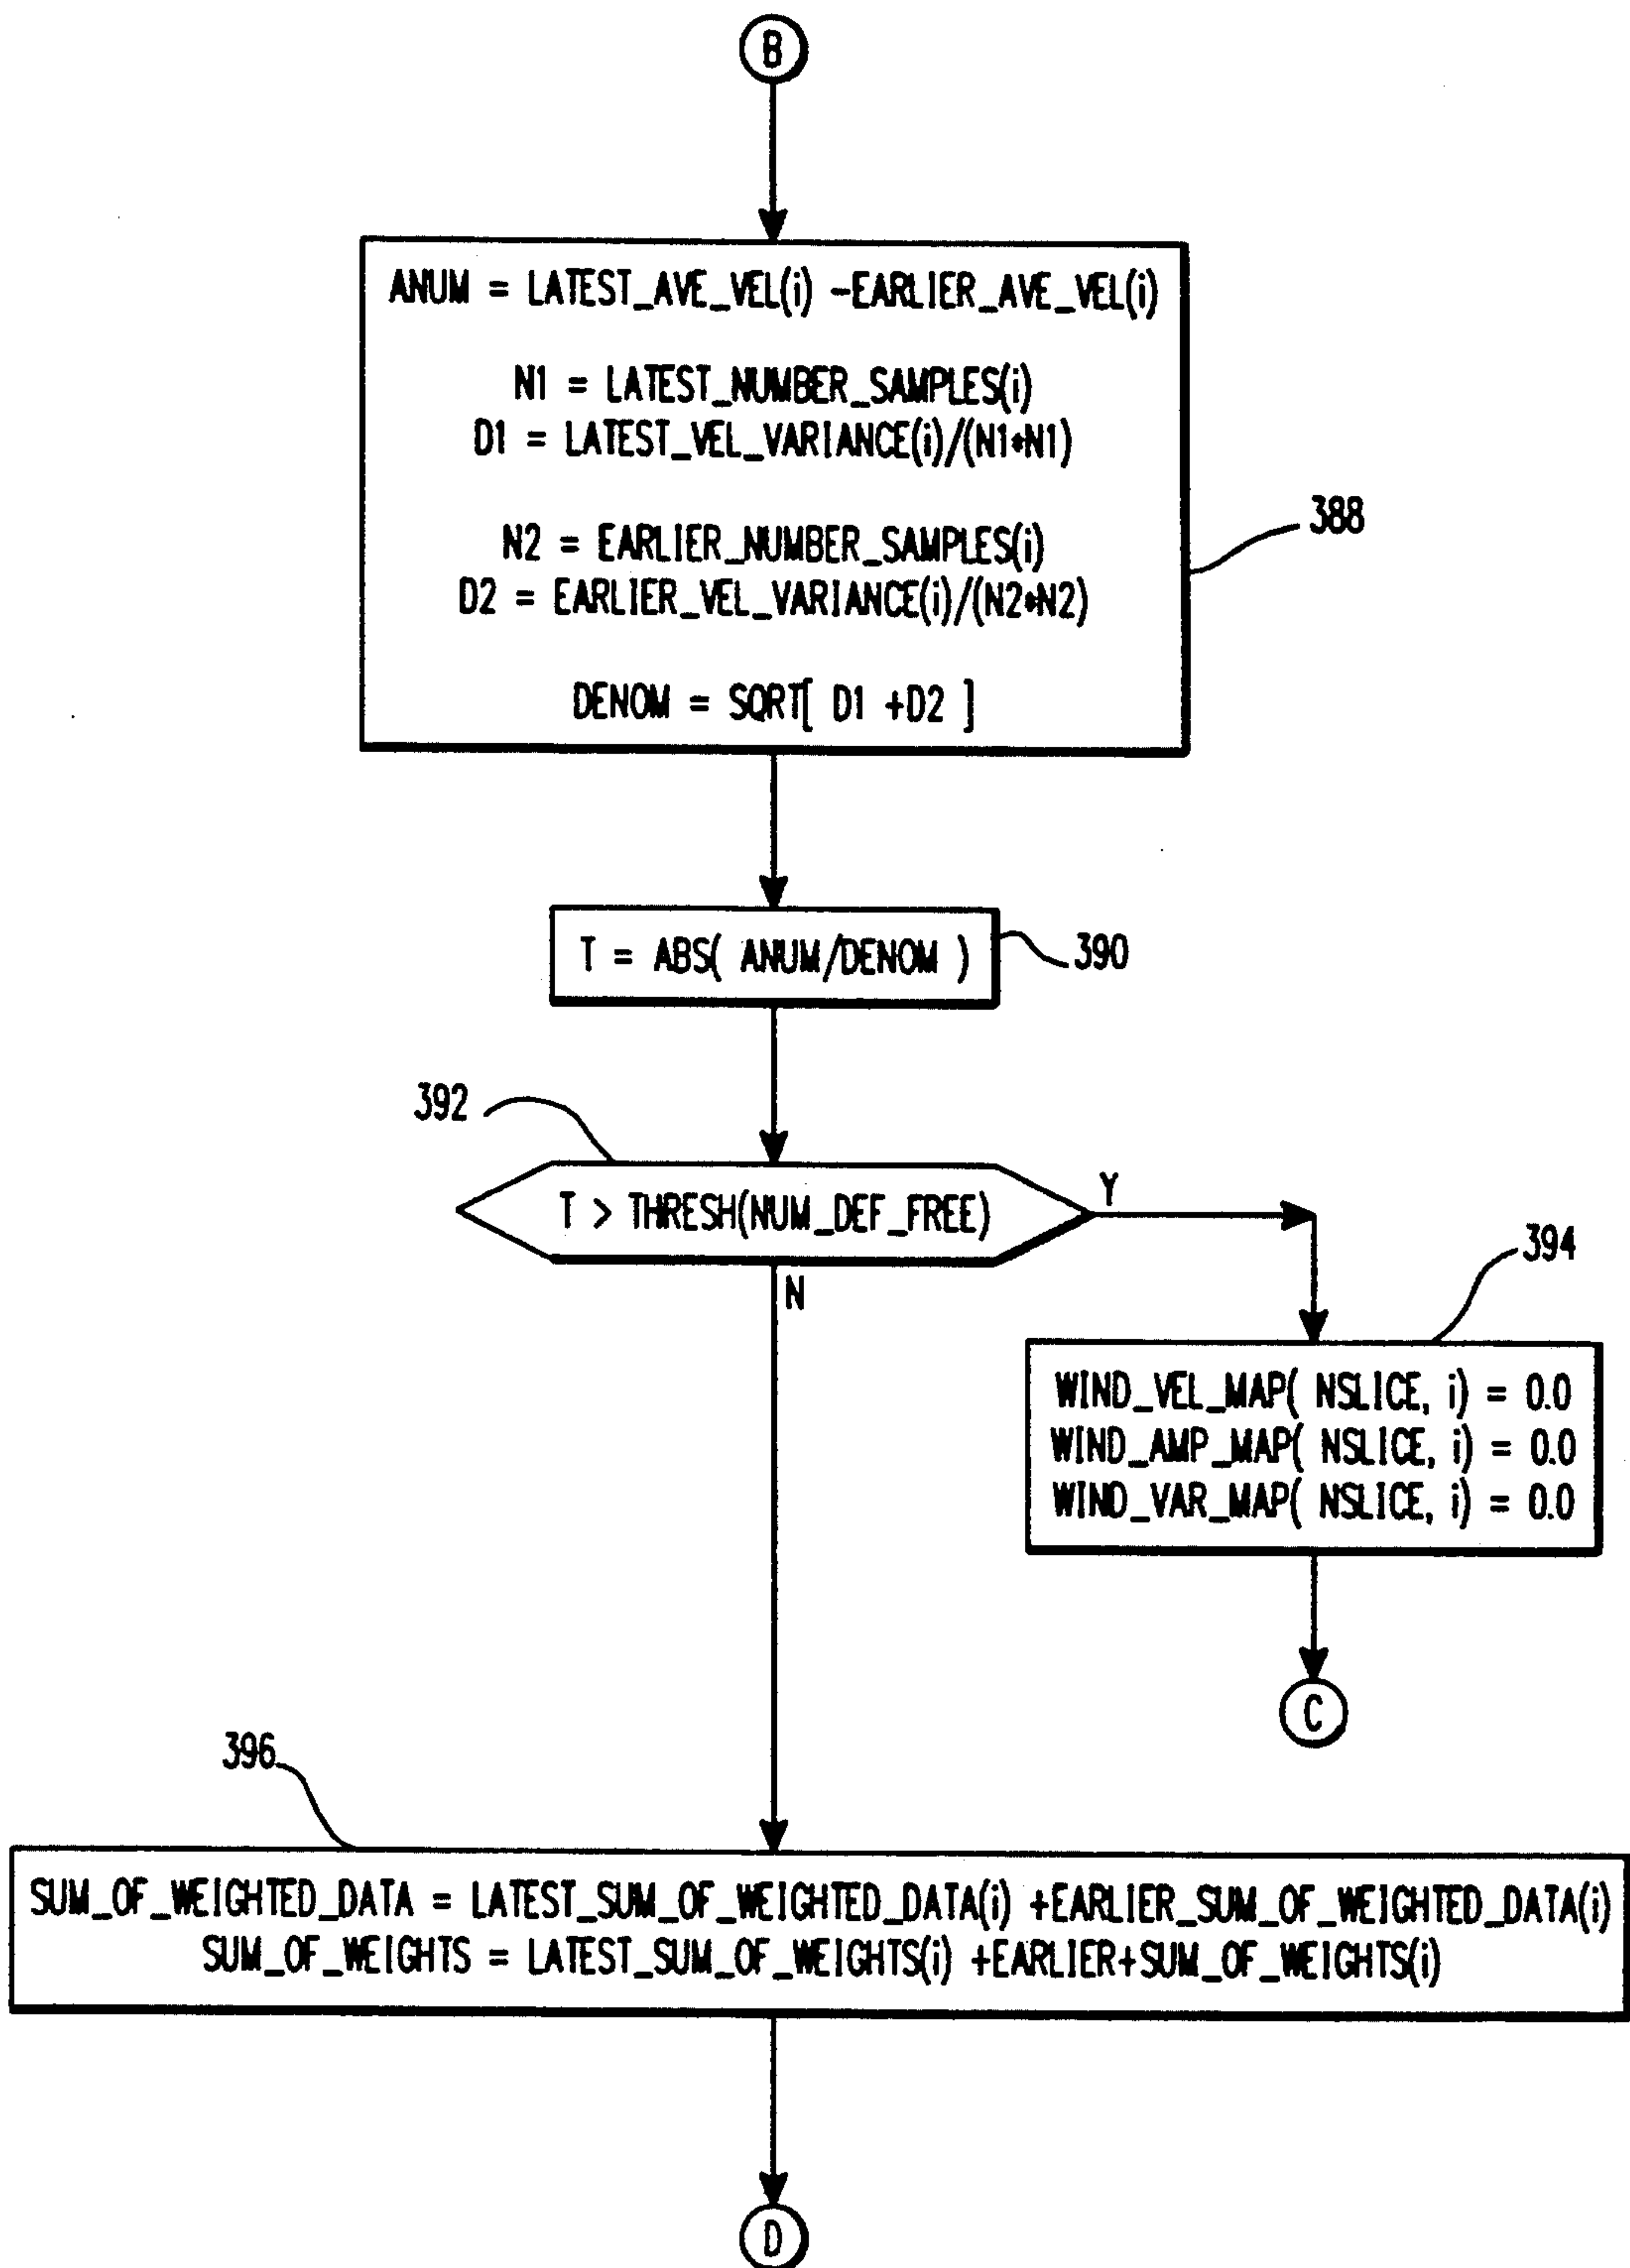 B
ANUM = LATEST_AVE_VEL(i) -EARLIER_AVE_VEL(i)
N1 = LATEST_NUMBER_SAMPLES(i)
D1 = LATEST_VEL_VARIANCE(i)/(N1*N1)
N2 = EARLIER_NUMBER_SAMPLES(i)
D2 = EARLIER_VEL_VARIANCE(i)/(N2*N2)
DENOM = SQRT[ D1 +D2 ]
388
T = ABS( ANUM/DENOM )
390
392
T > THRESH(NUM_DEF_FREE)
Y
N
394
WIND_VEL_MAP( NSLICE, i) = 0.0
WIND_AMP_MAP( NSLICE, i) = 0.0
WIND_VAR_MAP( NSLICE, i) = 0.0
C
396
SUM_OF_WEIGHTED_DATA = LATEST_SUM_OF_WEIGHTED_DATA(i) +EARLIER_SUM_OF_WEIGHTED_DATA(i)
SUM_OF_WEIGHTS = LATEST_SUM_OF_WEIGHTS(i) +EARLIER+SUM_OF_WEIGHTS(i)
D